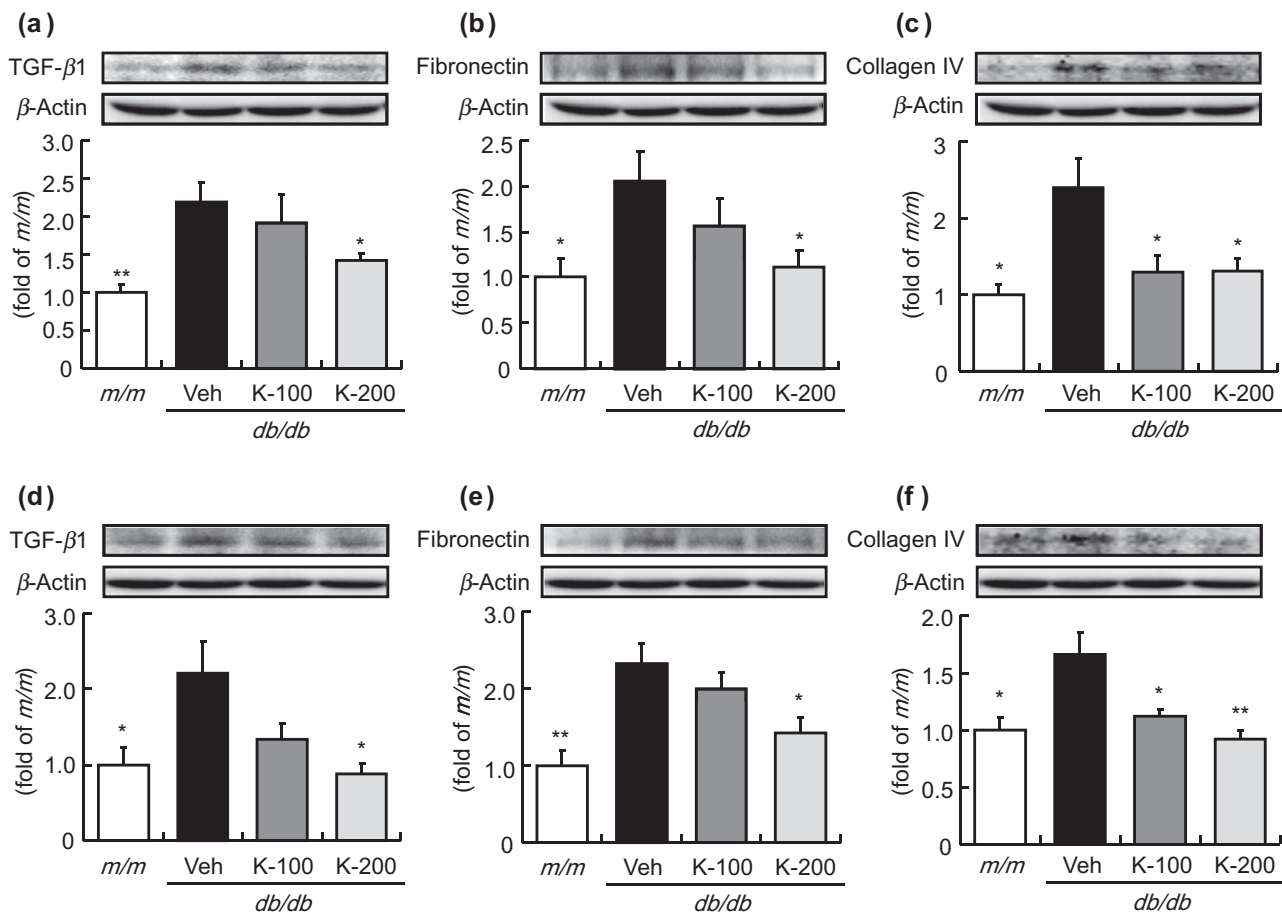 (a)
TGF-β1
β-Actin
3.0
2.5
2.0
1.5
1.0
0.5
0
(fold of m/m)
**
*
m/m Veh K-100 K-200
db/db
(b)
Fibronectin
β-Actin
2.5
2.0
1.5
1.0
0.5
0
(fold of m/m)
*
*
m/m Veh K-100 K-200
db/db
(c)
Collagen IV
β-Actin
3
2
1
0
(fold of m/m)
*
*
*
m/m Veh K-100 K-200
db/db
(d)
TGF-β1
β-Actin
3.0
2.0
1.0
0
(fold of m/m)
*
*
m/m Veh K-100 K-200
db/db
(e)
Fibronectin
β-Actin
3.0
2.0
1.0
0
(fold of m/m)
**
*
m/m Veh K-100 K-200
db/db
(f)
Collagen IV
β-Actin
2.0
1.5
1.0
0.5
0
(fold of m/m)
*
*
**
m/m Veh K-100 K-200
db/db